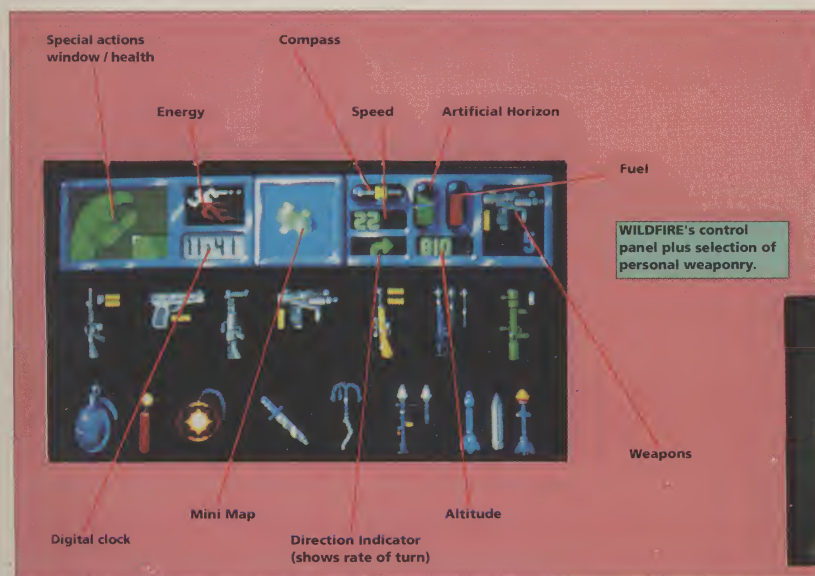 Special actions
window / health
Compass
Energy
Speed
Artificial Horizon
Fuel
WILDFIRE's control
panel plus selection of
personal weaponry.
22
11:41
810
5
Weapons
Mini Map
Altitude
Digital clock
Direction Indicator
(shows rate of turn)